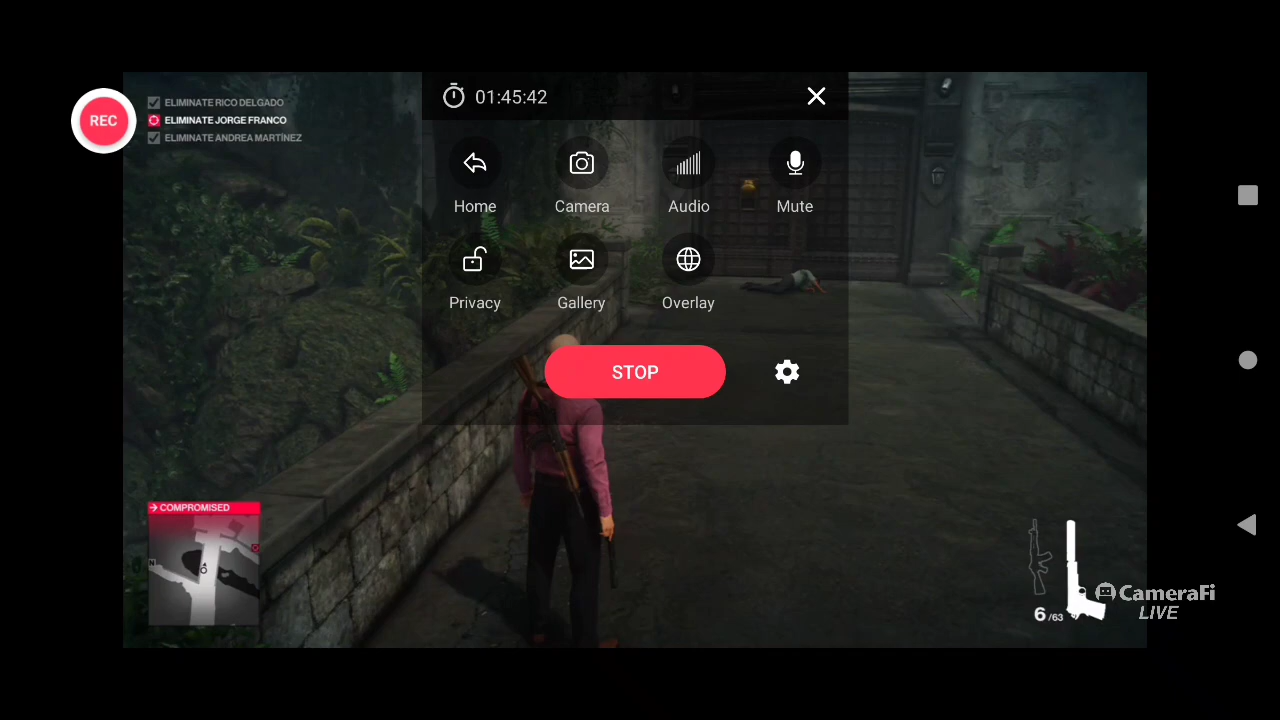 REC
ELIMINATE RICO DELGADO
ELIMINATE JORGE FRANCO
ELIMINATE ANDREA MARTÍNEZ
01:45:42
Home
Camera
Audio
Mute
Privacy
Gallery
Overlay
STOP
COMPROMISED
N
6/63
CameraFi
LIVE